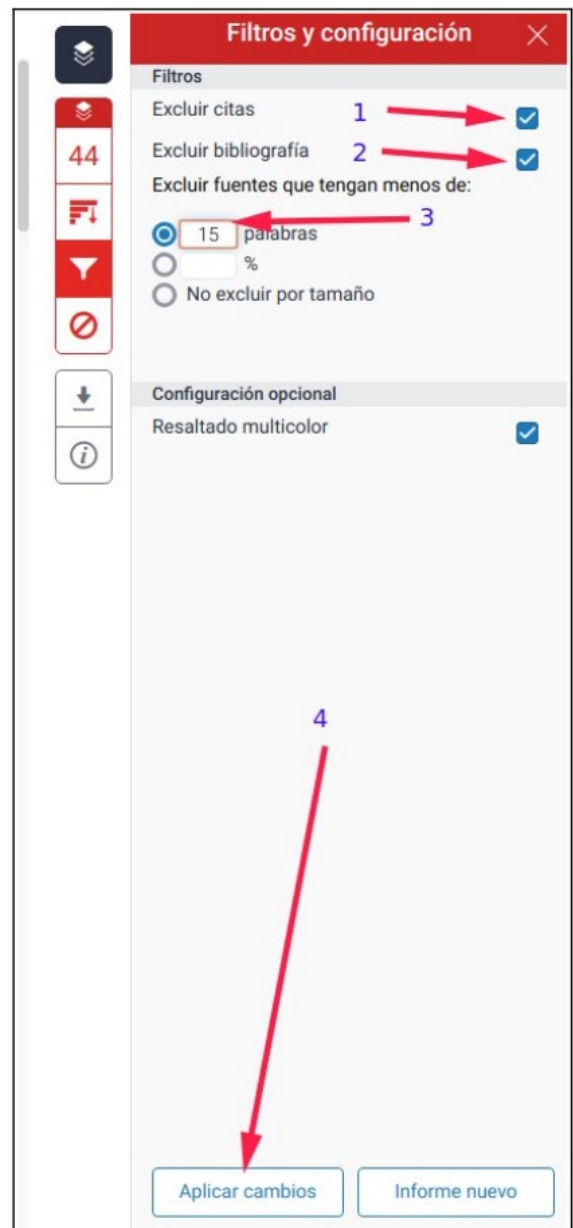 Filtros y configuración
Filtros
Excluir citas 1
44
Excluir bibliografía 2
Excluir fuentes que tengan menos de:
3
15 palabras
%
No excluir por tamaño
Configuración opcional
Resaltado multicolor
4
Aplicar cambios
Informe nuevo